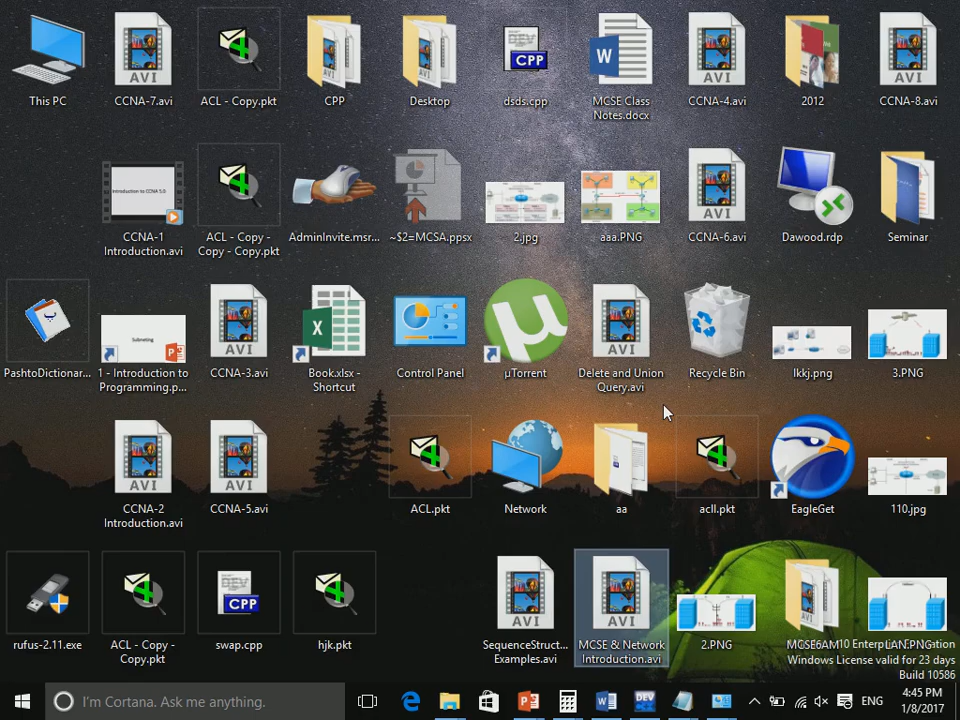 This PC
CCNA-7.avi
ACL - Copy.pkt
CPP
Desktop
dsds.cpp
MCSE Class
Notes.docx
CCNA-4.avi
2012
CCNA-8.avi
CCNA-1
Introduction.avi
ACL - Copy -
Copy - Copy.pkt
AdminInvite.msr...
~$2=MCSA.ppsx
2.jpg
aaa.PNG
CCNA-6.avi
Dawood.rdp
Seminar
PashtoDictionar...
1 - Introduction to
Programming.p...
CCNA-3.avi
Book.xlsx -
Shortcut
Control Panel
µTorrent
Delete and Union
Query.avi
Recycle Bin
lkkj.png
3.PNG
CCNA-2
Introduction.avi
CCNA-5.avi
ACL.pkt
Network
aa
acll.pkt
EagleGet
110.jpg
rufus-2.11.exe
ACL - Copy -
Copy.pkt
swap.cpp
hjk.pkt
SequenceStruct...
Examples.avi
MCSE & Network
Introduction.avi
2.PNG
MCSE6AM
LAN.PNG
Windows License valid for 23 days
Build 10586
I'm Cortana. Ask me anything.
ENG
4:45 PM
1/8/2017